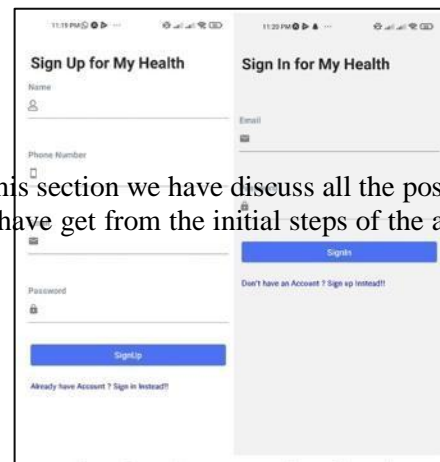 11:19 PM
11:20 PM
Sign Up for My Health
Sign In for My Health
Name
Email
Phone Number
his section we have discuss all the pos
have get from the initial steps of the a
SignIn
Don't have an Account ? Sign up Instead!!
Password
SignUp
Already have Account ? Sign in Instead!!